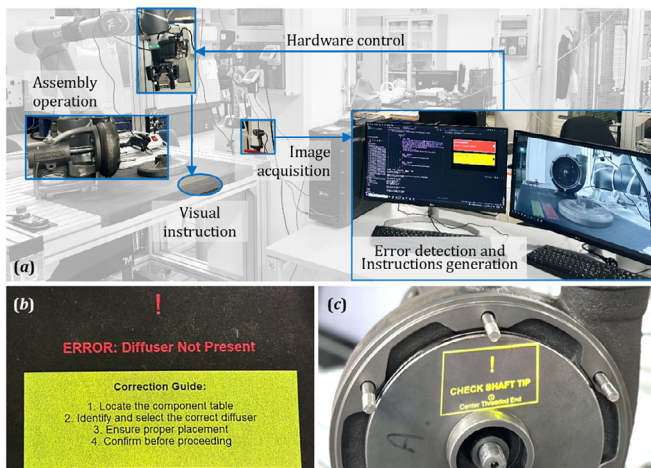 Hardware control
Assembly
operation
Image
acquisition
Visual
instruction
Error detection and
Instructions generation
(a)
(b)
!
ERROR: Diffuser Not Present
Correction Guide:
1. Locate the component table
2. Identify and select the correct diffuser
3. Ensure proper placement
4. Confirm before proceeding
(c)
!
CHECK SHAFT TIP
Center Threaded End
A